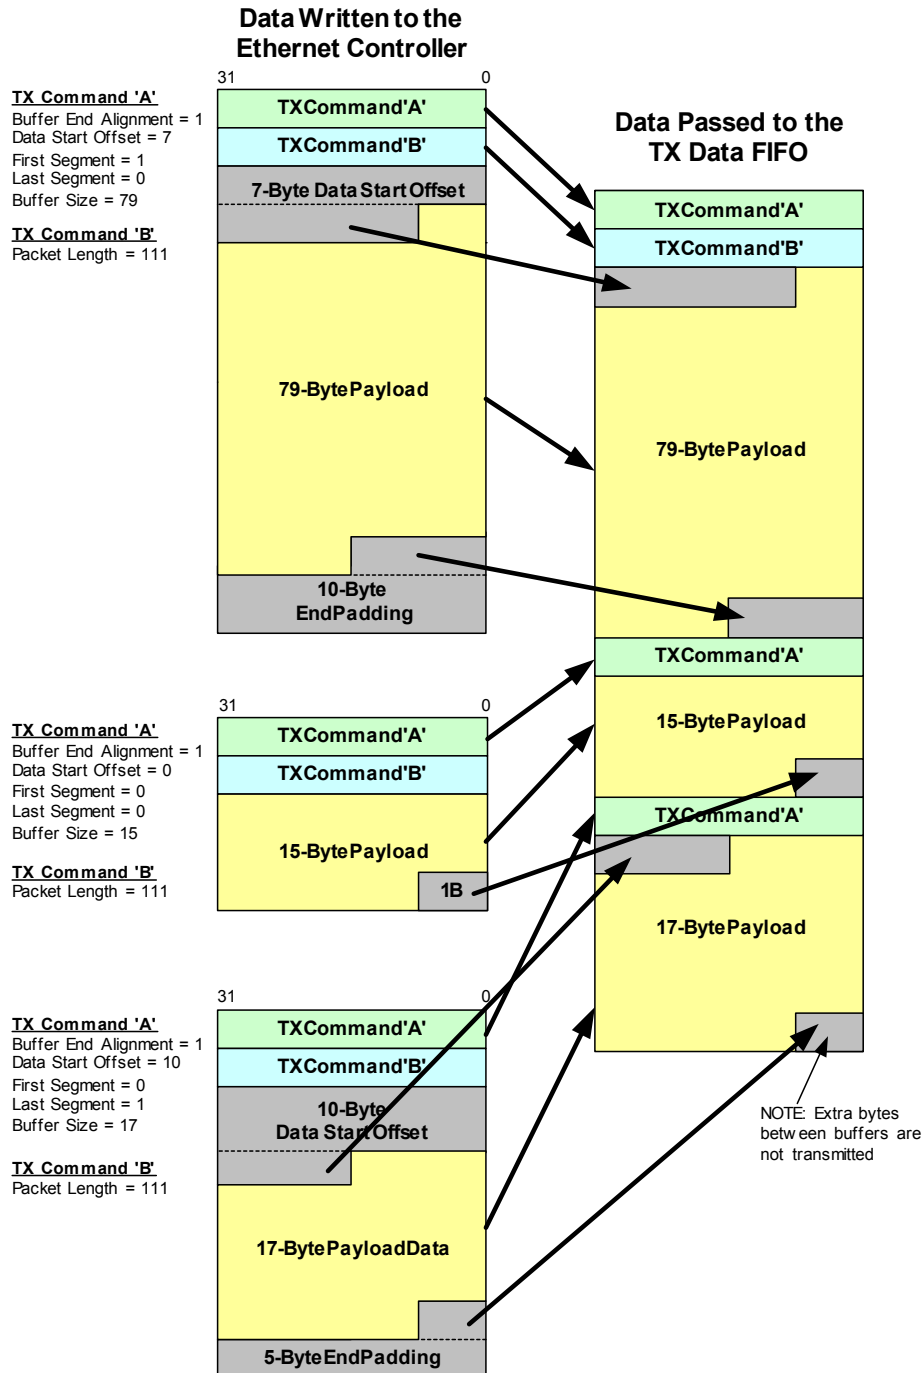 Data Written to the
Ethernet Controller
31 0
TX Command 'A'
Buffer End Alignment = 1
Data Start Offset = 7
First Segment = 1
Last Segment = 0
Buffer Size = 79
TX Command 'B'
Packet Length = 111
TXCommand'A'
TXCommand'B'
7-Byte Data Start Offset
79-BytePayload
10-Byte
EndPadding
Data Passed to the
TX Data FIFO
TXCommand'A'
TXCommand'B'
79-BytePayload
TXCommand'A'
15-BytePayload
TXCommand'A'
17-BytePayload
NOTE: Extra bytes
between buffers are
not transmitted
31 0
TX Command 'A'
Buffer End Alignment = 1
Data Start Offset = 0
First Segment = 0
Last Segment = 0
Buffer Size = 15
TX Command 'B'
Packet Length = 111
TXCommand'A'
TXCommand'B'
15-BytePayload
1B
31 0
TX Command 'A'
Buffer End Alignment = 1
Data Start Offset = 10
First Segment = 0
Last Segment = 1
Buffer Size = 17
TX Command 'B'
Packet Length = 111
TXCommand'A'
TXCommand'B'
10-Byte
Data StartOffset
17-BytePayloadData
5-ByteEndPadding